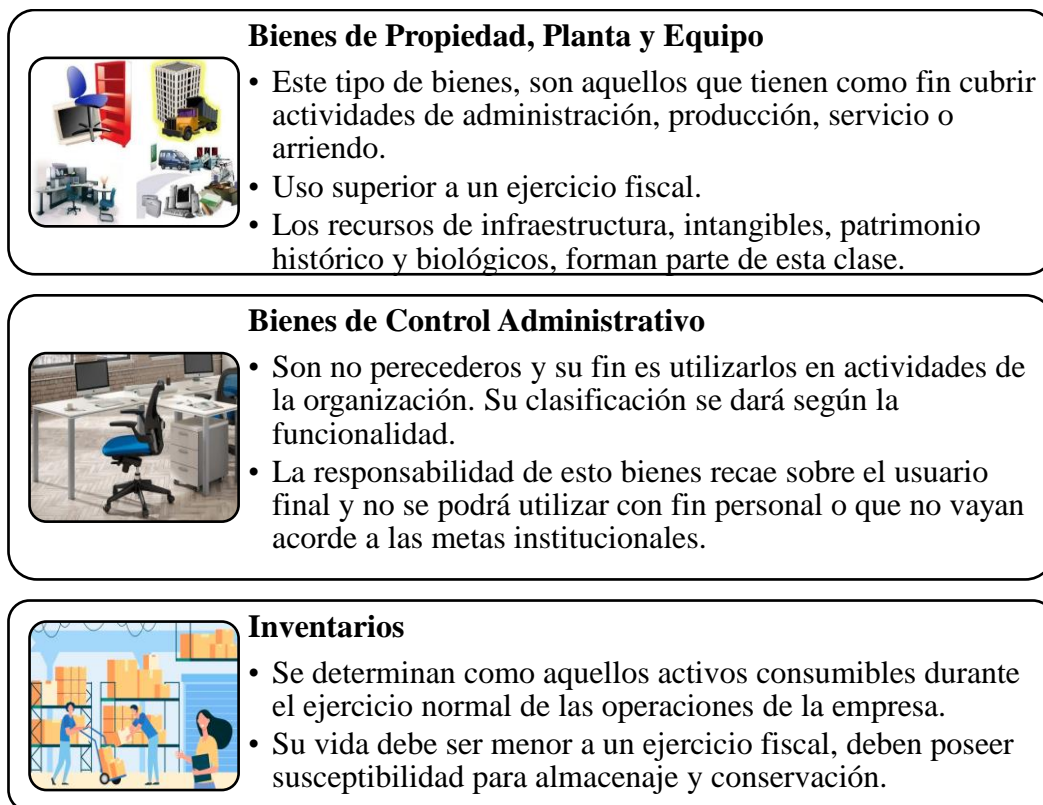 Bienes de Propiedad, Planta y Equipo
• Este tipo de bienes, son aquellos que tienen como fin cubrir
actividades de administración, producción, servicio o
arriendo.
• Uso superior a un ejercicio fiscal.
• Los recursos de infraestructura, intangibles, patrimonio
histórico y biológicos, forman parte de esta clase.
Bienes de Control Administrativo
• Son no perecederos y su fin es utilizarlos en actividades de
la organización. Su clasificación se dará según la
funcionalidad.
• La responsabilidad de esto bienes recae sobre el usuario
final y no se podrá utilizar con fin personal o que no vayan
acorde a las metas institucionales.
Inventarios
• Se determinan como aquellos activos consumibles durante
el ejercicio normal de las operaciones de la empresa.
• Su vida debe ser menor a un ejercicio fiscal, deben poseer
susceptibilidad para almacenaje y conservación.